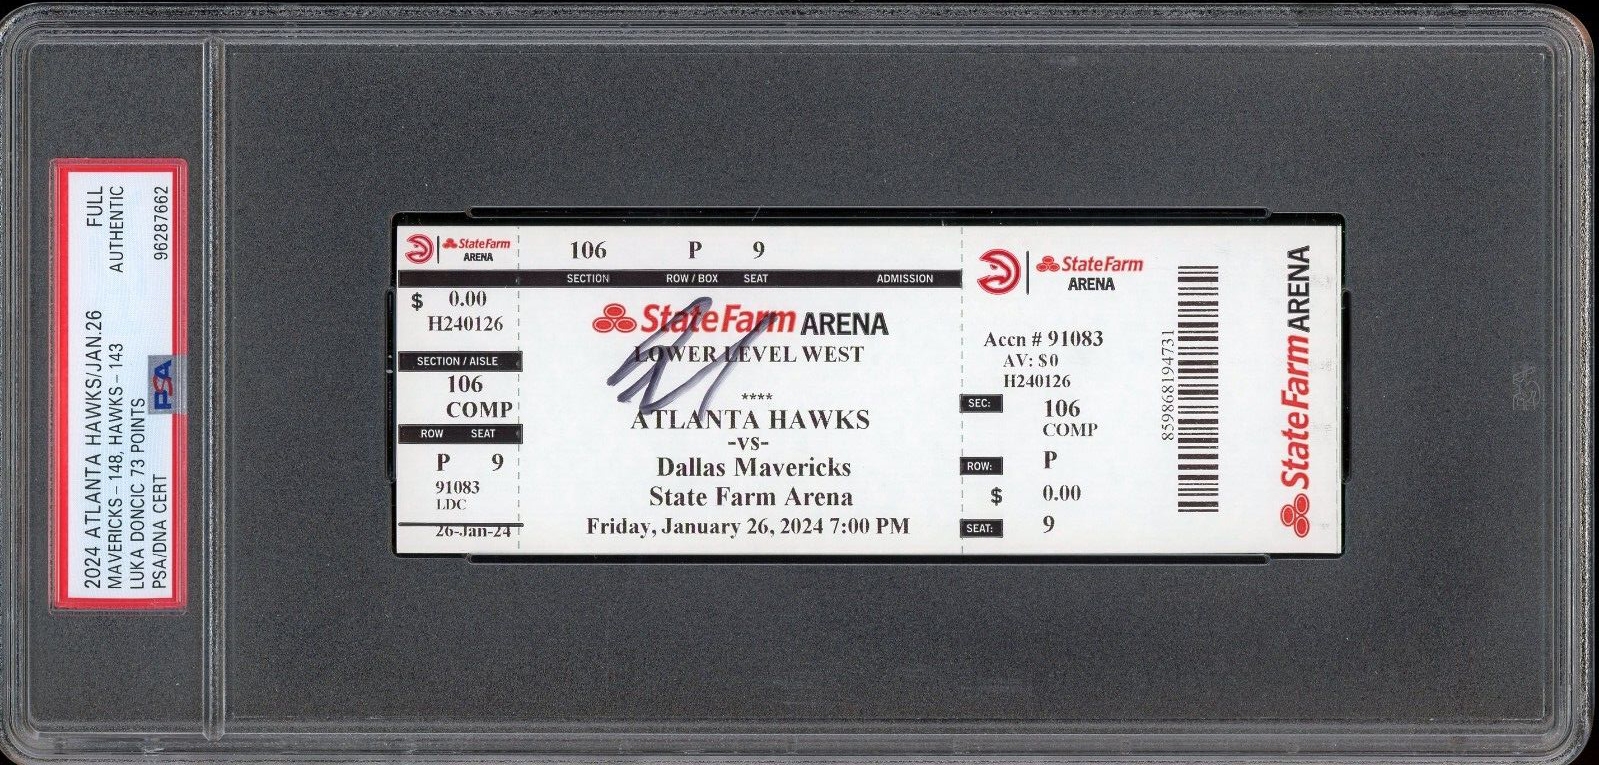 2024 ATLANTA HAWKS/JAN.26 FULL
MAVERICKS – 148, HAWKS – 143 AUTHENTIC
LUKA DONCIC 73 POINTS
PSA/DNA CERT 96287662
PSA
StateFarm
ARENA
$ 0.00
H240126
SECTION / AISLE
106
COMP
ROW SEAT
P 9
91083
LDC
26-Jan-24
106 P 9
SECTION ROW / BOX SEAT ADMISSION
StateFarm ARENA
LOWER LEVEL WEST
****
ATLANTA HAWKS
-vs-
Dallas Mavericks
State Farm Arena
Friday, January 26, 2024 7:00 PM
StateFarm
ARENA
Accn # 91083
AV: $0
H240126
SEC: 106
COMP
ROW: P
$ 0.00
SEAT: 9
859868194731
StateFarm ARENA